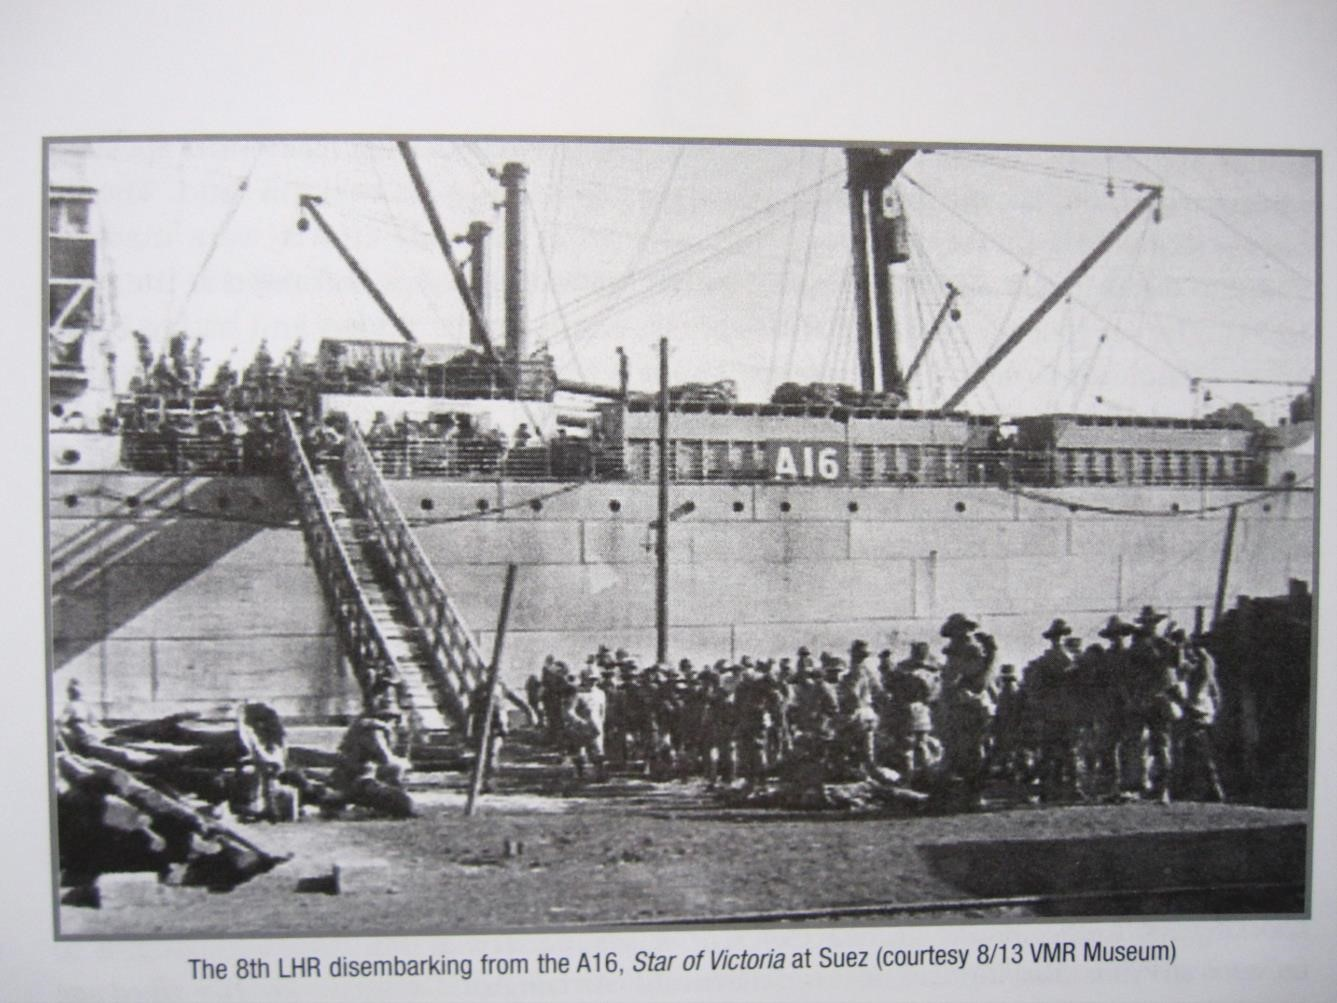 A16
The 8th LHR disembarking from the A16, Star of Victoria at Suez (courtesy 8/13 VMR Museum)